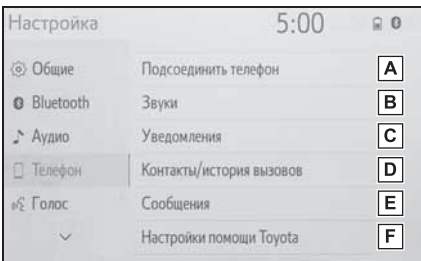 Настройка 5:00
Общие
Подсоединить телефон A
Bluetooth
Звуки B
Аудио
Уведомления C
Телефон
Контакты/история вызовов D
Голос
Сообщения E
Настройки помощи Toyota F